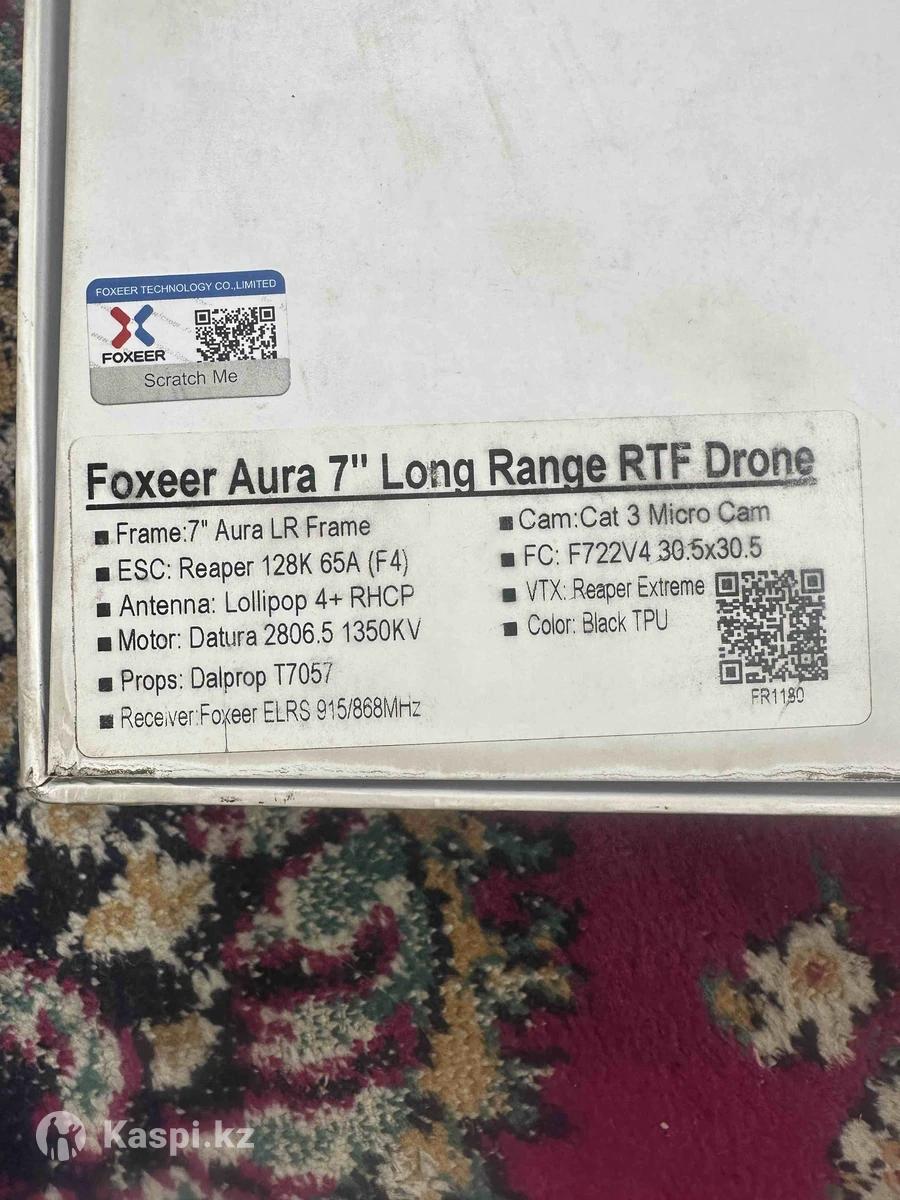 FOXEER TECHNOLOGY CO.,LIMITED
FOXEER
Scratch Me
Foxeer Aura 7" Long Range RTF Drone
■ Frame:7" Aura LR Frame
■ ESC: Reaper 128K 65A (F4)
■ Antenna: Lollipop 4+ RHCP
■ Motor: Datura 2806.5 1350KV
■ Props: Dalprop T7057
■ Receiver:Foxeer ELRS 915/868MHz
■ Cam:Cat 3 Micro Cam
■ FC: F722V4 30.5x30.5
■ VTX: Reaper Extreme
■ Color: Black TPU
FR1180
Kaspi.kz